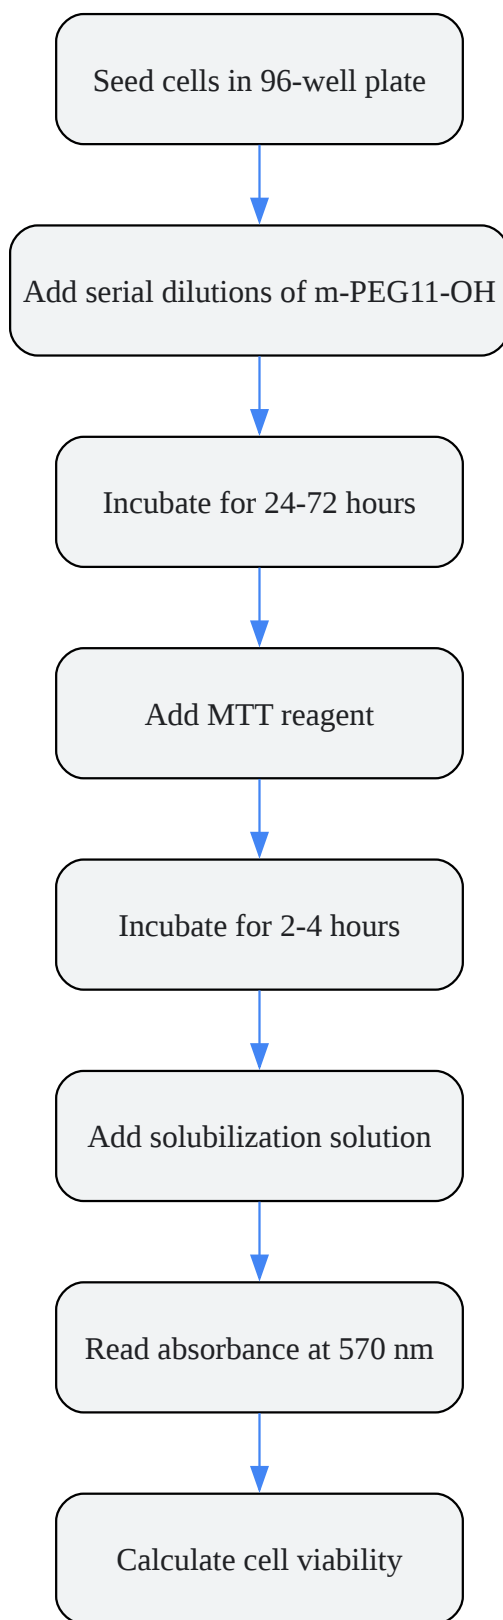 Seed cells in 96-well plate
Add serial dilutions of m-PEG11-OH
Incubate for 24-72 hours
Add MTT reagent
Incubate for 2-4 hours
Add solubilization solution
Read absorbance at 570 nm
Calculate cell viability